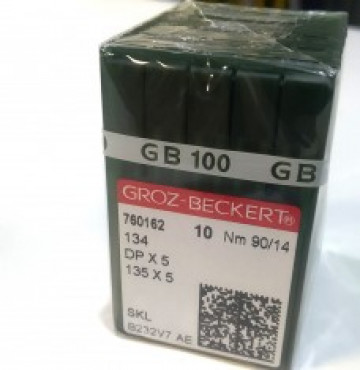 GB 100 GB
GROZ-BECKERT®
760162 10 Nm 90/14
134
DP X 5
135 X 5
SKL
B232V7 AE